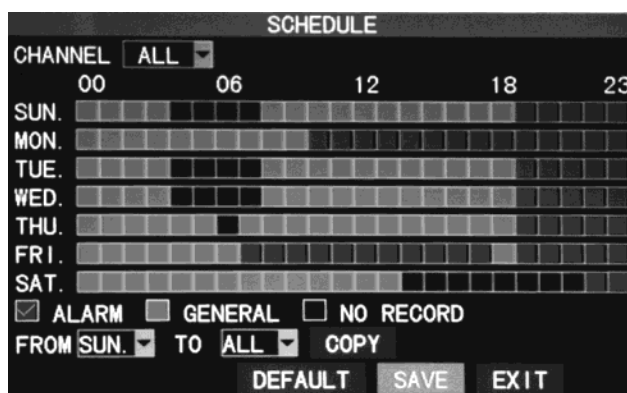 SCHEDULE
CHANNEL ALL
00 06 12 18 23
SUN.
MON.
TUE.
WED.
THU.
FRI.
SAT.
ALARM GENERAL NO RECORD
FROM SUN. TO ALL COPY
DEFAULT SAVE EXIT